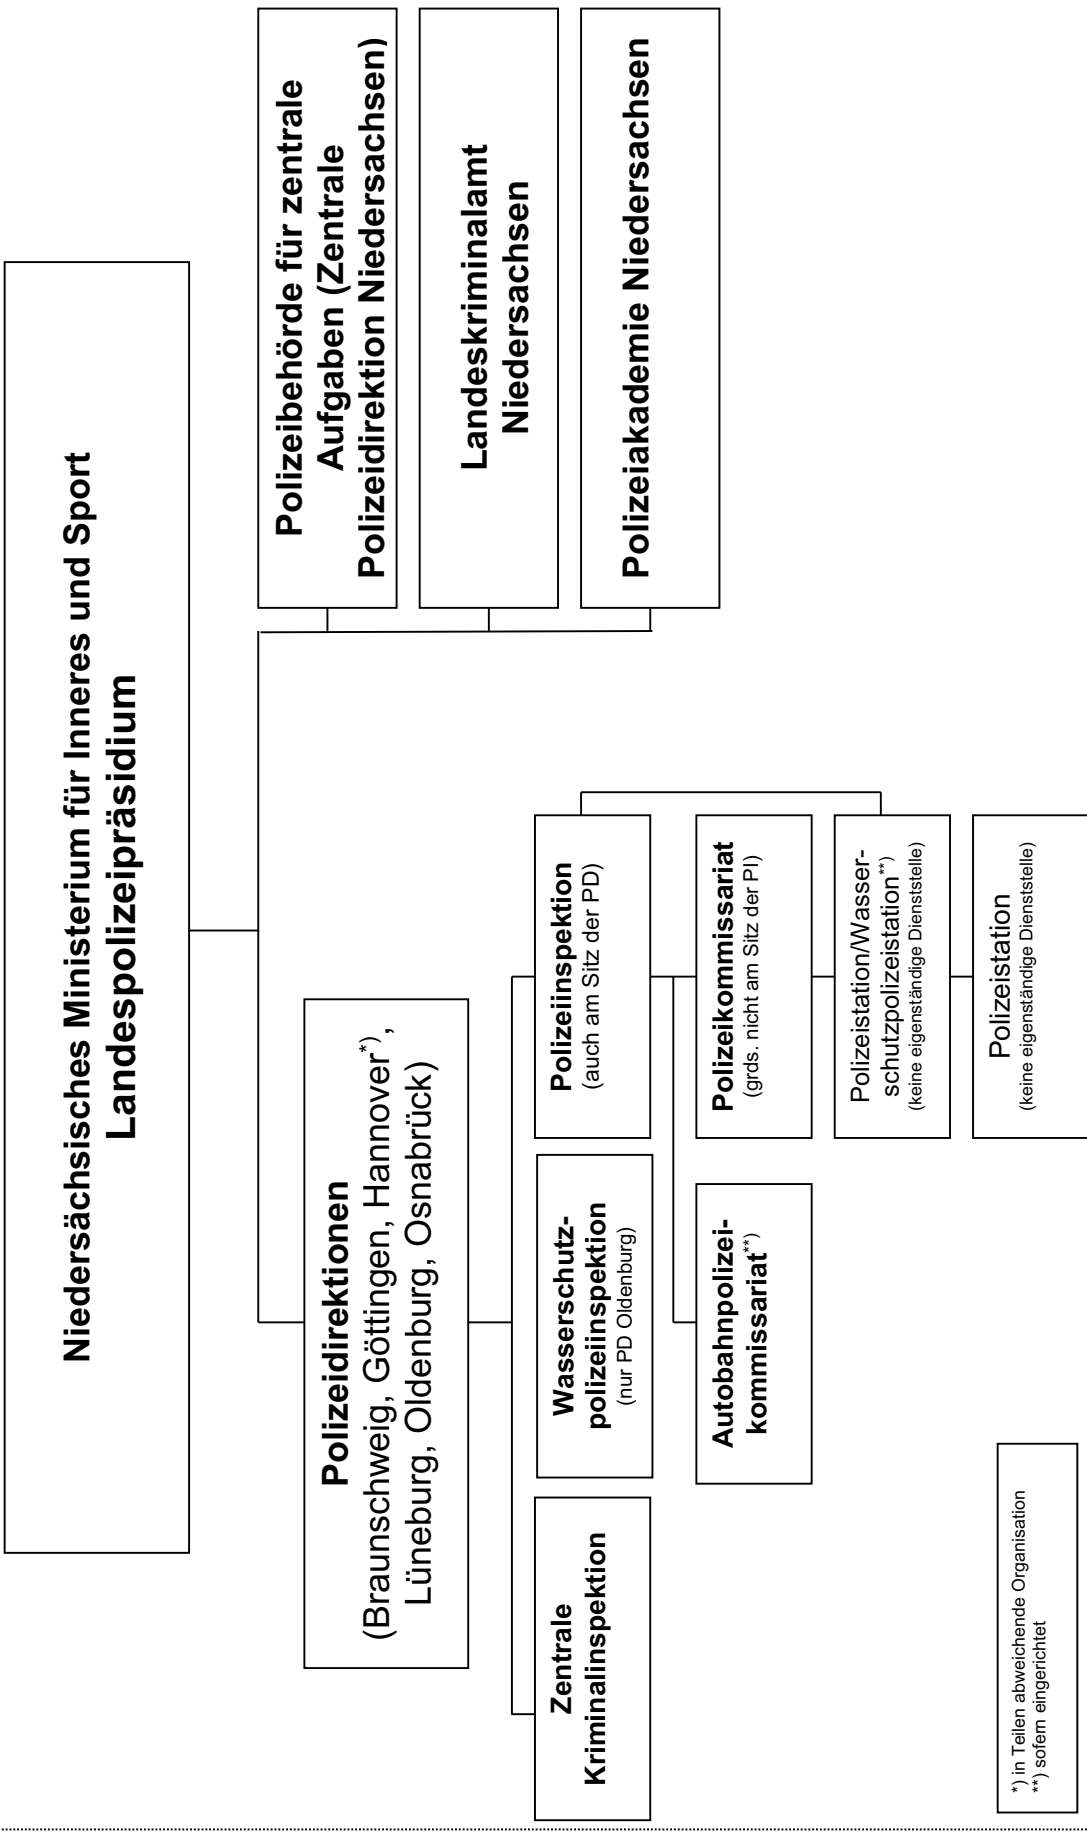 Niedersächsisches Ministerium für Inneres und Sport
Landespolizeipräsidium
Polizeidirektionen
(Braunschweig, Göttingen, Hannover*),
Lüneburg, Oldenburg, Osnabrück)
Polizeibehörde für zentrale
Aufgaben (Zentrale
Polizeidirektion Niedersachsen)
Landeskriminalamt
Niedersachsen
Polizeiakademie Niedersachsen
Zentrale
Kriminalinspektion
Wasserschutz-
polizeiinspektion
(nur PD Oldenburg)
Polizeiinspektion
(auch am Sitz der PD)
Autobahnpolizei-
kommissariat**)
Polizeikommissariat
(grds. nicht am Sitz der PI)
Polizeistation/Wasser-
schutzpolizeistation**)
(keine eigenständige Dienststelle)
Polizeistation
(keine eigenständige Dienststelle)
*) in Teilen abweichende Organisation
**) sofern eingerichtet